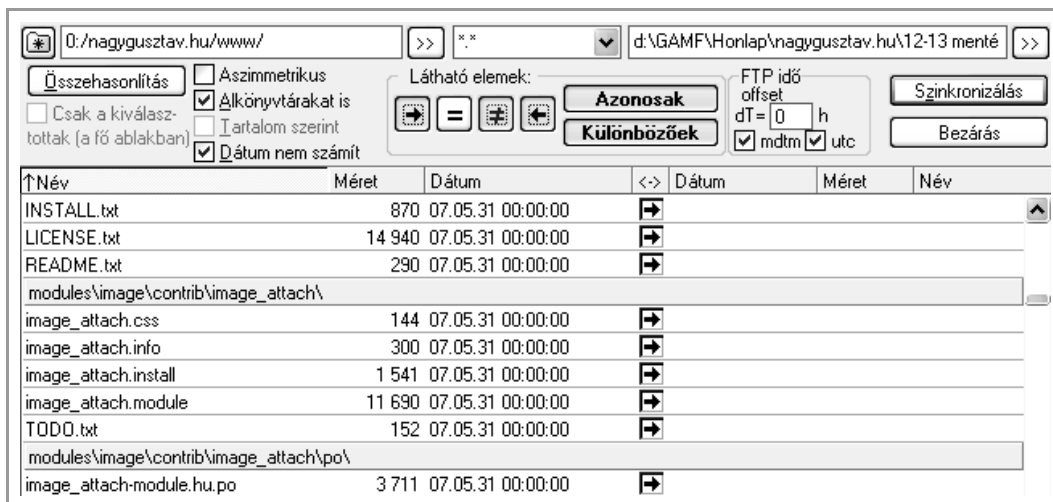 0:/nagygusztav.hu/www/ >> *.* d:\GAMF\Honlap\nagygusztav.hu\12-13 menté >>
Összehasonlítás
Csak a kiválasz-
tottak (a fő ablakban)
Aszimmetrikus
Alkönyvtárakat is
Tartalom szerint
Dátum nem számít
Látható elemek:
=
Azonosak
Különbözőek
FTP idő
offset
dT= 0 h
mdtm utc
Szinkronizálás
Bezárás
↑Név Méret Dátum <-> Dátum Méret Név
INSTALL.txt 870 07.05.31 00:00:00
LICENSE.txt 14 940 07.05.31 00:00:00
README.txt 290 07.05.31 00:00:00
modules\image\contrib\image_attach\
image_attach.css 144 07.05.31 00:00:00
image_attach.info 300 07.05.31 00:00:00
image_attach.install 1 541 07.05.31 00:00:00
image_attach.module 11 690 07.05.31 00:00:00
TODO.txt 152 07.05.31 00:00:00
modules\image\contrib\image_attach\po\
image_attach-module.hu.po 3 711 07.05.31 00:00:00